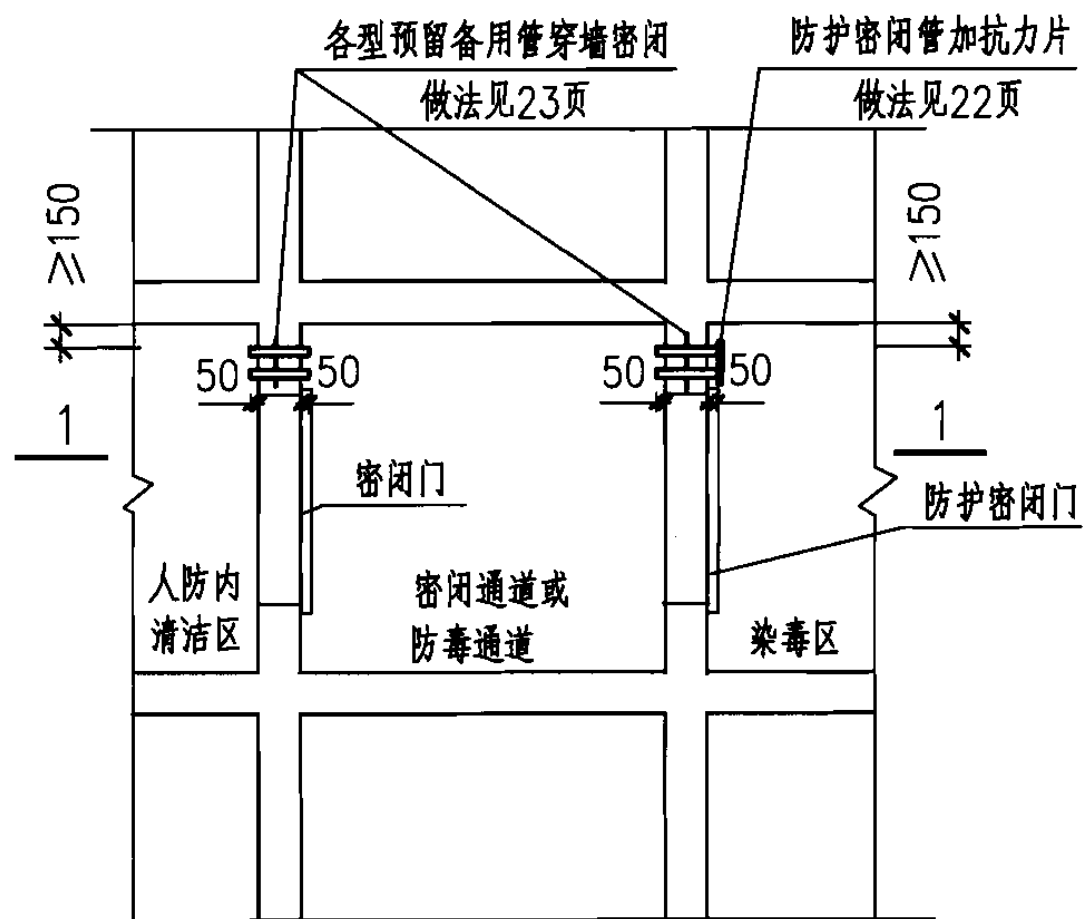 各型预留备用管穿墙密闭
做法见23页
防护密闭管加抗力片
做法见22页
≥150
≥150
50
50
50
50
1
1
密闭门
防护密闭门
人防内
清洁区
密闭通道或
防毒通道
染毒区